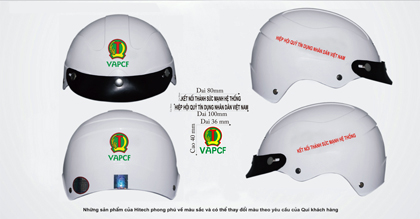 VAPCF
HIỆP HỘI QUỸ TÍN DỤNG NHÂN DÂN VIỆT NAM
Dai 80mm
KẾT NỐI THÀNH SỨC MẠNH HỆ THỐNG
HIỆP HỘI QUỸ TÍN DỤNG NHÂN DÂN VIỆT NAM
Dai 100mm
Dai 36 mm
Cao 40 mm
VAPCF
VAPCF
KẾT NỐI THÀNH SỨC MẠNH HỆ THỐNG
Những sản phẩm của Hitech phong phú về màu sắc và có thể thay đổi màu theo yêu cầu của Quí khách hàng